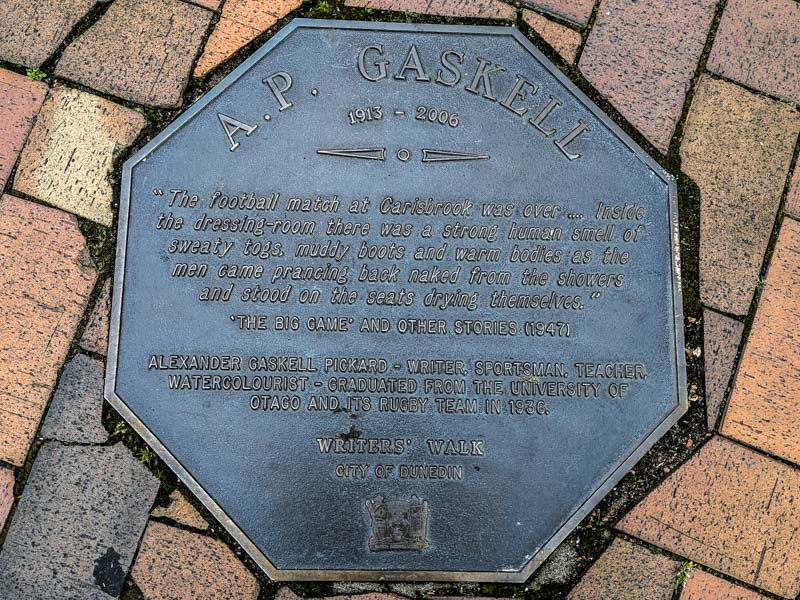 A.P. GASKELL
1913 - 2006
"The football match at Carisbrook was over .... Inside
the dressing-room there was a strong human smell of
sweaty togs, muddy boots and warm bodies as the
men came prancing back naked from the showers
and stood on the seats drying themselves."
'THE BIG GAME' AND OTHER STORIES (1947)
ALEXANDER GASKELL PICKARD - WRITER, SPORTSMAN, TEACHER,
WATERCOLOURIST - GRADUATED FROM THE UNIVERSITY OF
OTAGO AND ITS RUGBY TEAM IN 1936.
WRITERS' WALK
CITY OF DUNEDIN